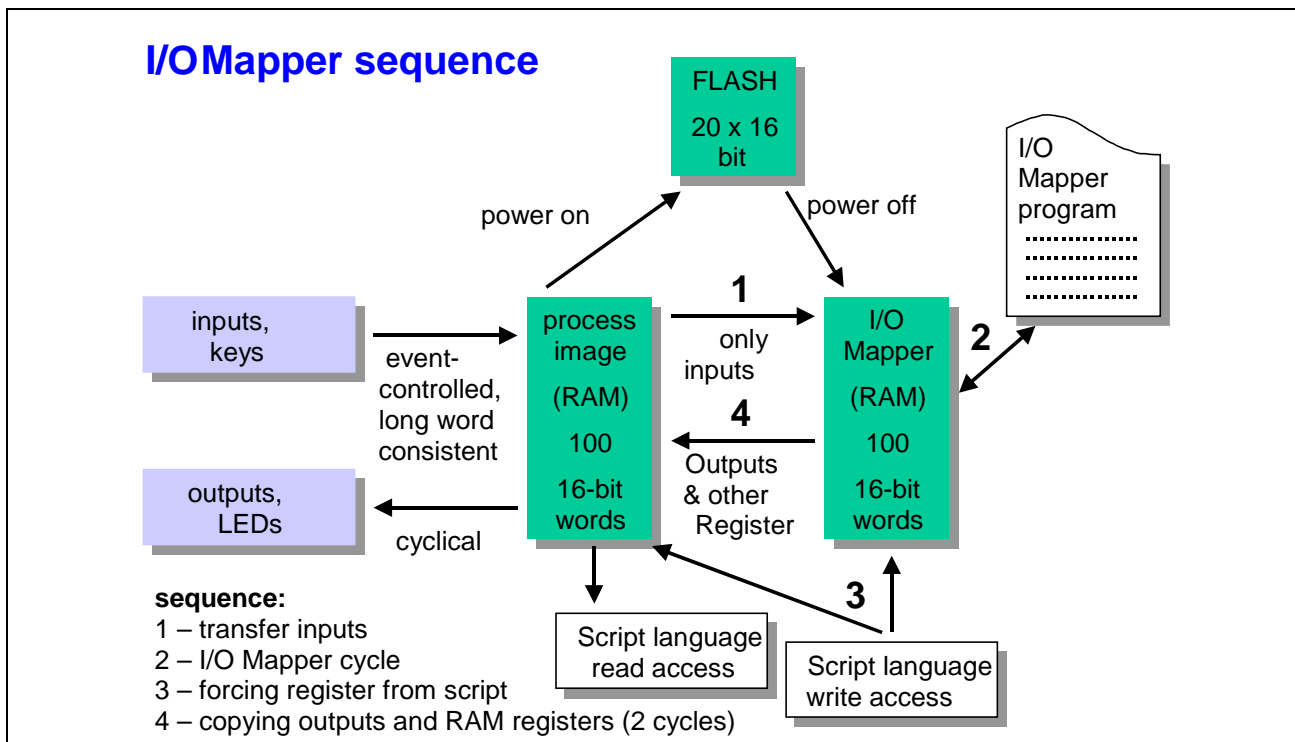 I/O Mapper sequence
FLASH
20 x 16
bit
I/O
Mapper
program
power on
power off
inputs,
keys
event-
controlled,
long word
consistent
process
image
(RAM)
100
16-bit
words
1
only
inputs
4
Outputs
& other
Register
I/O
Mapper
(RAM)
100
16-bit
words
2
outputs,
LEDs
cyclical
3
Script language
read access
Script language
write access
sequence:
1 – transfer inputs
2 – I/O Mapper cycle
3 – forcing register from script
4 – copying outputs and RAM registers (2 cycles)